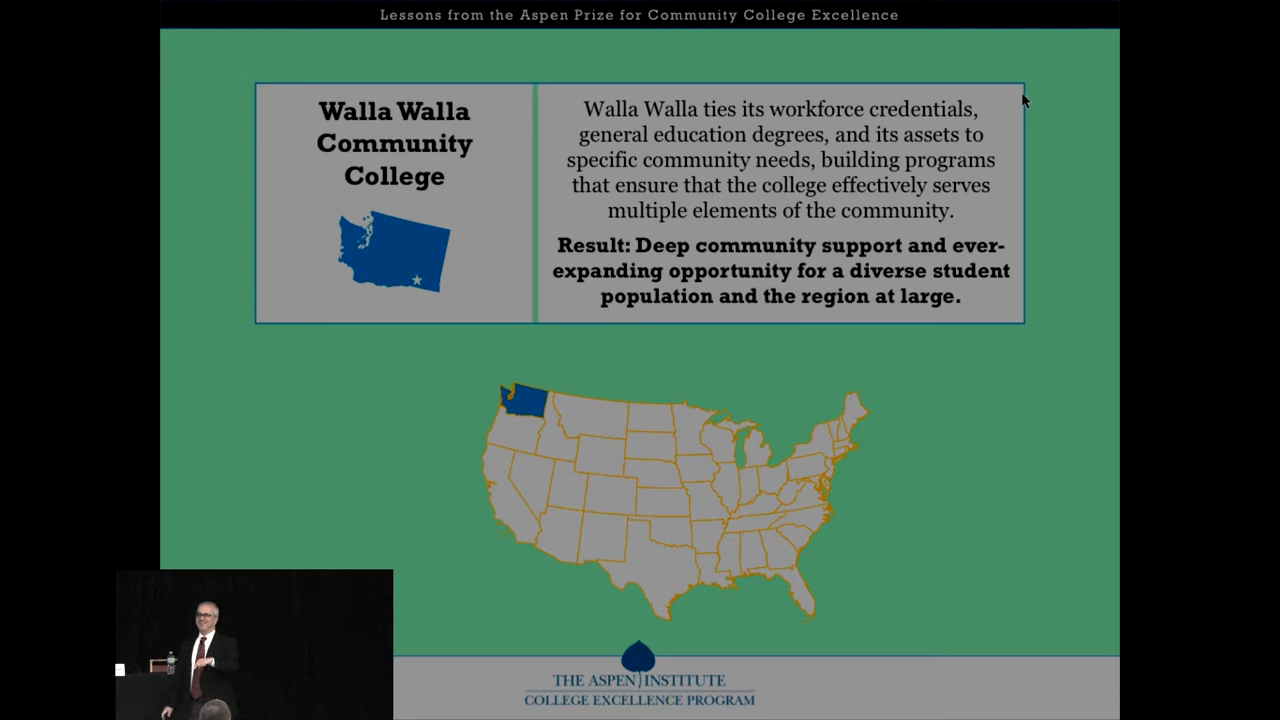 Lessons from the Aspen Prize for Community College Excellence
Walla Walla
Community
College
Walla Walla ties its workforce credentials,
general education degrees, and its assets to
specific community needs, building programs
that ensure that the college effectively serves
multiple elements of the community.
Result: Deep community support and ever-
expanding opportunity for a diverse student
population and the region at large.
THE ASPEN INSTITUTE
COLLEGE EXCELLENCE PROGRAM